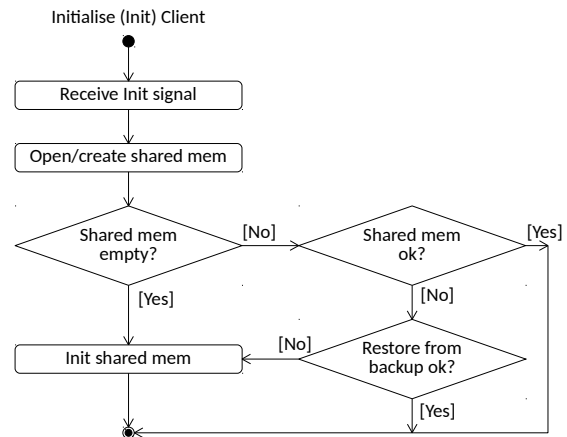 Initialise (Init) Client
Receive Init signal
Open/create shared mem
Shared mem
empty?
[No]
Shared mem
ok?
[Yes]
[Yes]
[No]
Init shared mem
[No]
Restore from
backup ok?
[Yes]